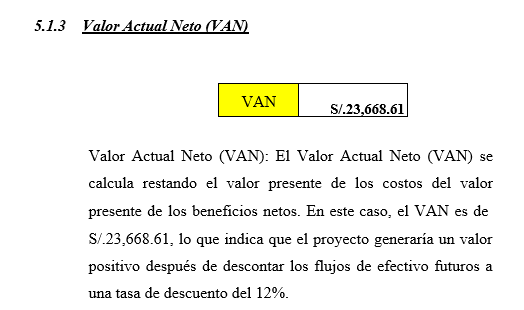 5.1.3 Valor Actual Neto (VAN)
VAN S/.23,668.61
Valor Actual Neto (VAN): El Valor Actual Neto (VAN) se
calcula restando el valor presente de los costos del valor
presente de los beneficios netos. En este caso, el VAN es de
S/.23,668.61, lo que indica que el proyecto generaría un valor
positivo después de descontar los flujos de efectivo futuros a
una tasa de descuento del 12%.